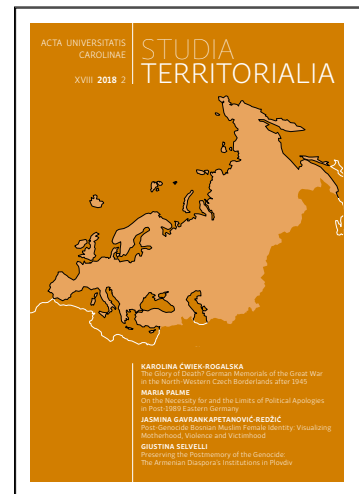 ACTA UNIVERSITATIS
CAROLINAE
XVIII 2018 2
STUDIA
TERRITORIALIA
KAROLINA ĆWIEK-ROGALSKA
The Glory of Death? German Memorials of the Great War
in the North-Western Czech Borderlands after 1945
MARIA PALME
On the Necessity for and the Limits of Political Apologies
in Post-1989 Eastern Germany
JASMINA GAVRANKAPETANOVIĆ-REDŽIĆ
Post-Genocide Bosnian Muslim Female Identity: Visualizing
Motherhood, Violence and Victimhood
GIUSTINA SELVELLI
Preserving the Postmemory of the Genocide:
The Armenian Diaspora's Institutions in Plovdiv